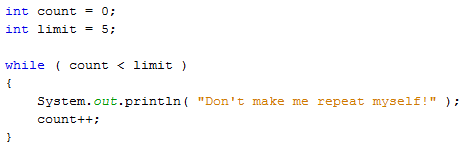 int count = 0;
int limit = 5;

while ( count < limit )
{
    System.out.println( "Don't make me repeat myself!" );
    count++;
}